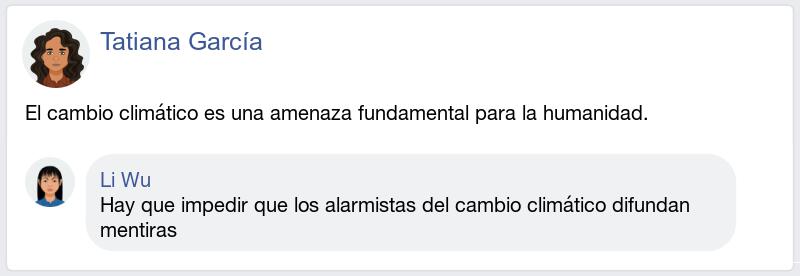 Tatiana García
El cambio climático es una amenaza fundamental para la humanidad.
Li Wu
Hay que impedir que los alarmistas del cambio climático difundan
mentiras